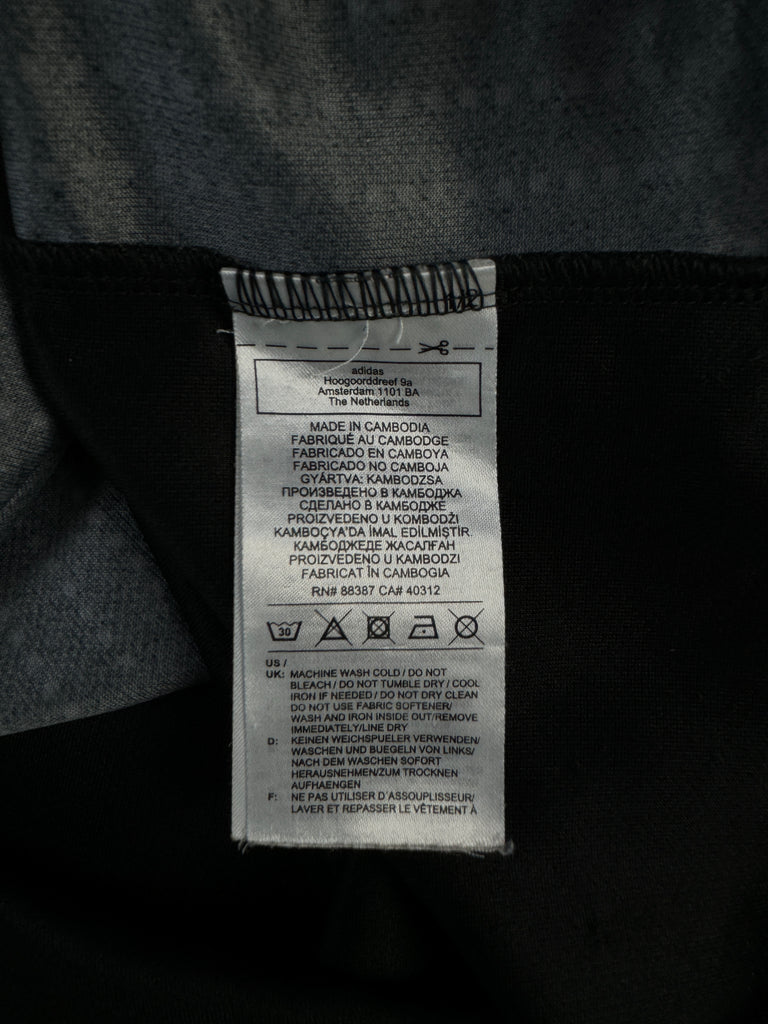 adidas
Hoogoorddreef 9a
Amsterdam 1101 BA
The Netherlands
MADE IN CAMBODIA
FABRIQUÉ AU CAMBODGE
FABRICADO EN CAMBOYA
FABRICADO NO CAMBOJA
GYÁRTVA: KAMBODZSA
ПРОИЗВЕДЕНО В КАМБОДЖА
СДЕЛАНО В КАМБОДЖЕ
PROIZVEDENO U KOMBODŽI
KAMBOÇYA'DA İMAL EDİLMİŞTİR.
КАМБОДЖЕДЕ ЖАСАЛҒАН
PROIZVEDENO U KAMBODZI
FABRICAT ÎN CAMBOGIA
RN# 88387 CA# 40312
30
US /
UK: MACHINE WASH COLD / DO NOT
BLEACH / DO NOT TUMBLE DRY / COOL
IRON IF NEEDED / DO NOT DRY CLEAN
DO NOT USE FABRIC SOFTENER/
WASH AND IRON INSIDE OUT/REMOVE
IMMEDIATELY/LINE DRY
D: KEINEN WEICHSPUELER VERWENDEN/
WASCHEN UND BUEGELN VON LINKS/
NACH DEM WASCHEN SOFORT
HERAUSNEHMEN/ZUM TROCKNEN
AUFHAENGEN
F: NE PAS UTILISER D'ASSOUPLISSEUR/
LAVER ET REPASSER LE VÊTEMENT À